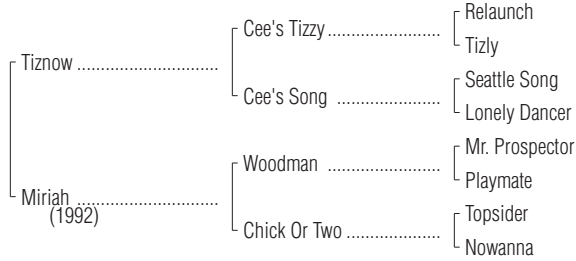 Relaunch
Cee's Tizzy
Tizly
Tiznow
Seattle Song
Cee's Song
Lonely Dancer
Mr. Prospector
Woodman
Playmate
Miriah
(1992)
Topsider
Chick Or Two
Nowanna